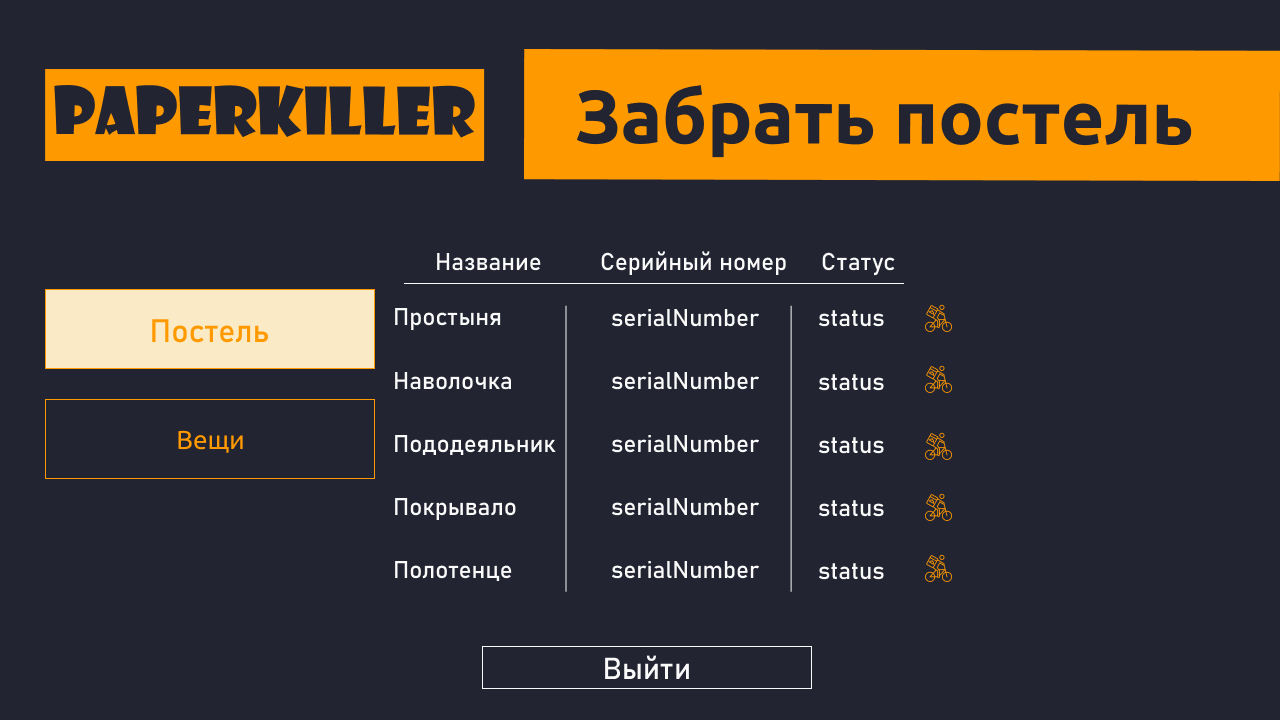 PAPERKILLER
Забрать постель
Название Серийный номер Статус
Постель
Вещи
Простыня serialNumber status
Наволочка serialNumber status
Пододеяльник serialNumber status
Покрывало serialNumber status
Полотенце serialNumber status
Выйти